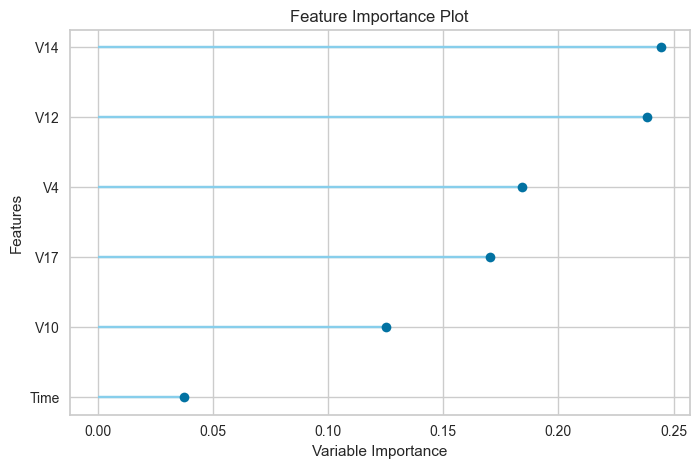 Feature Importance Plot
V14
V12
V4
V17
V10
Time
Features
0.00 0.05 0.10 0.15 0.20 0.25
Variable Importance